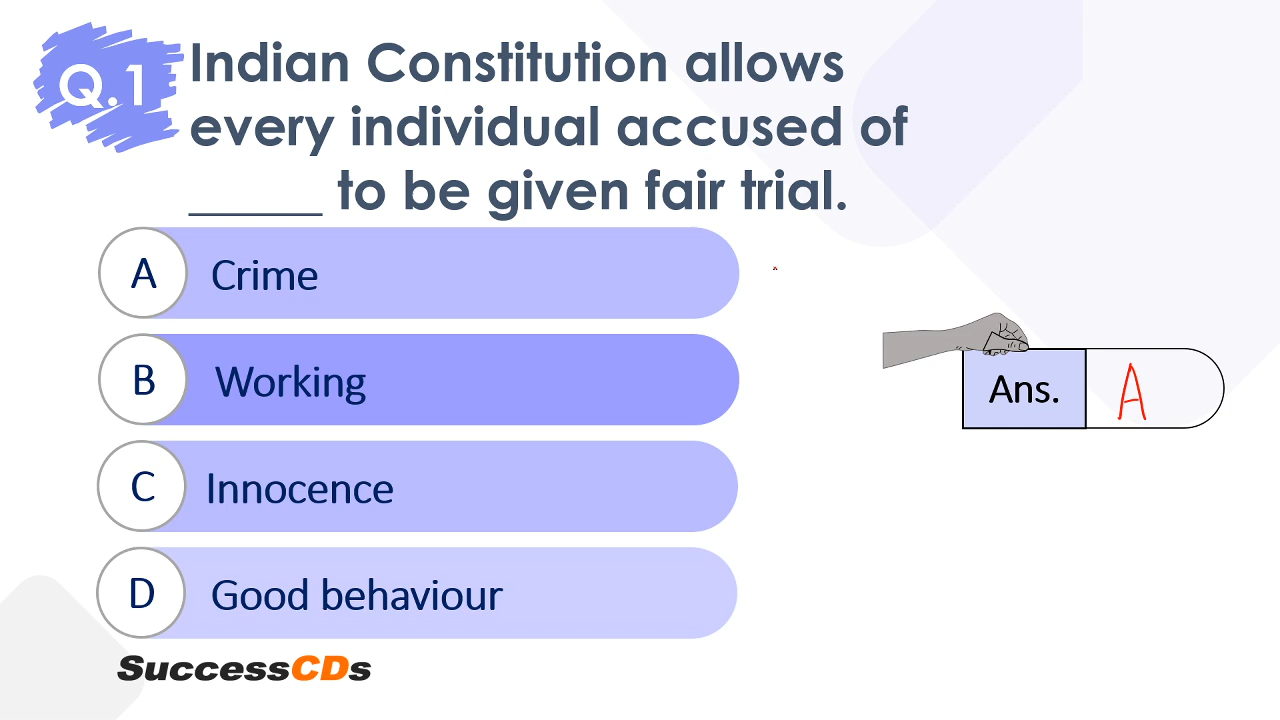 Q.1
Indian Constitution allows
every individual accused of
_____ to be given fair trial.
A Crime
B Working
C Innocence
D Good behaviour
Ans. A
SuccessCDs